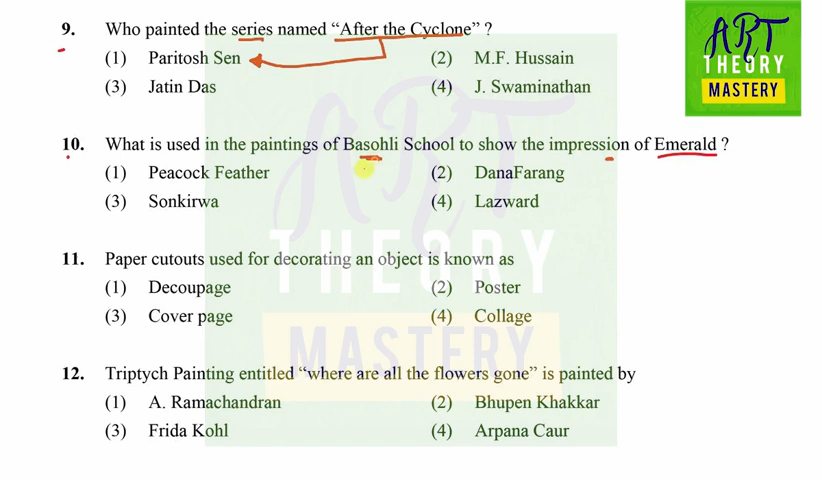 9. Who painted the series named “After the Cyclone” ?
(1) Paritosh Sen (2) M.F. Hussain
(3) Jatin Das (4) J. Swaminathan
10. What is used in the paintings of Basohli School to show the impression of Emerald ?
(1) Peacock Feather (2) DanaFarang
(3) Sonkirwa (4) Lazward
11. Paper cutouts used for decorating an object is known as
(1) Decoupage (2) Poster
(3) Cover page (4) Collage
12. Triptych Painting entitled “where are all the flowers gone” is painted by
(1) A. Ramachandran (2) Bhupen Khakkar
(3) Frida Kohl (4) Arpana Caur
ART
THEORY
MASTERY
ART
THEORY
MASTERY